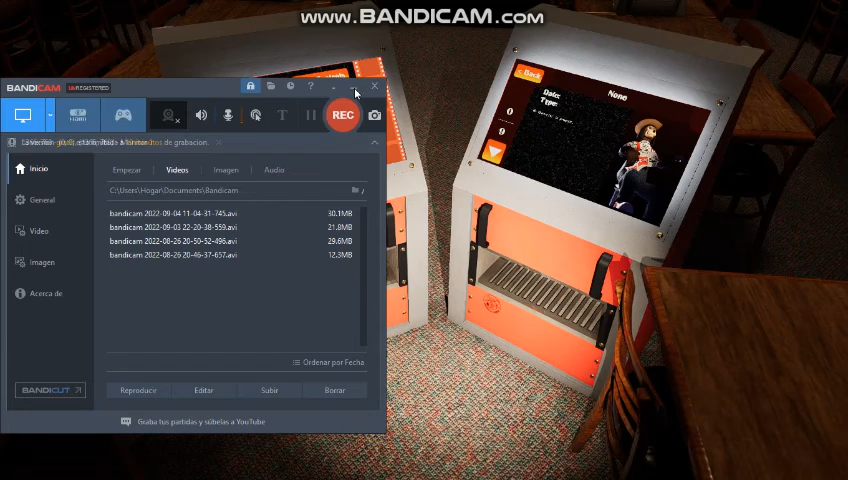 WWW.BANDICAM.COM
BANDICAM UNREGISTERED
REC
de grabacion.
Inicio
General
Video
Imagen
Acerca de
BANDICUT
Empezar Videos Imagen Audio
C:\Users\Hogar\Documents\Bandicam
bandicam 2022-09-04 11-04-31-745.avi 30.1MB
bandicam 2022-09-03 22-20-38-559.avi 21.8MB
bandicam 2022-08-26 20-50-52-496.avi 29.6MB
bandicam 2022-08-26 20-46-37-657.avi 12.3MB
Ordenar por Fecha
Reproducir Editar Subir Borrar
Graba tus partidas y súbelas a YouTube
< Back
Date: None
Type:
0
9